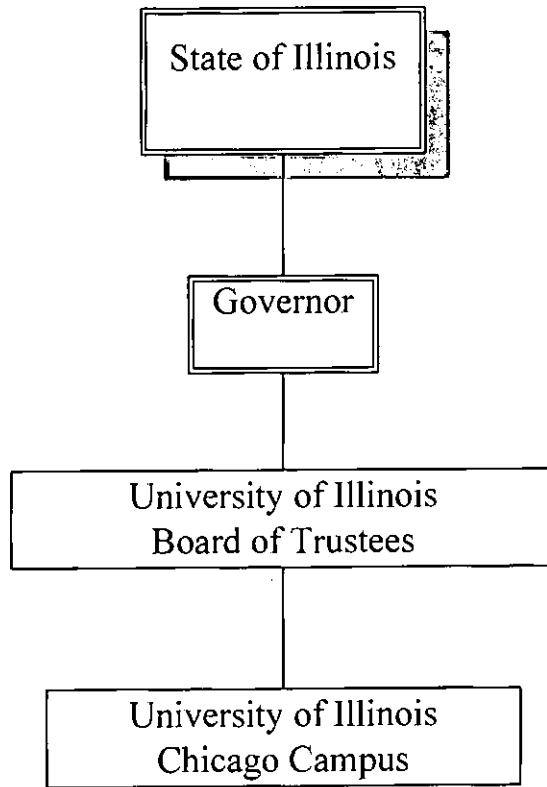 State of Illinois
Governor
University of Illinois
Board of Trustees
University of Illinois
Chicago Campus